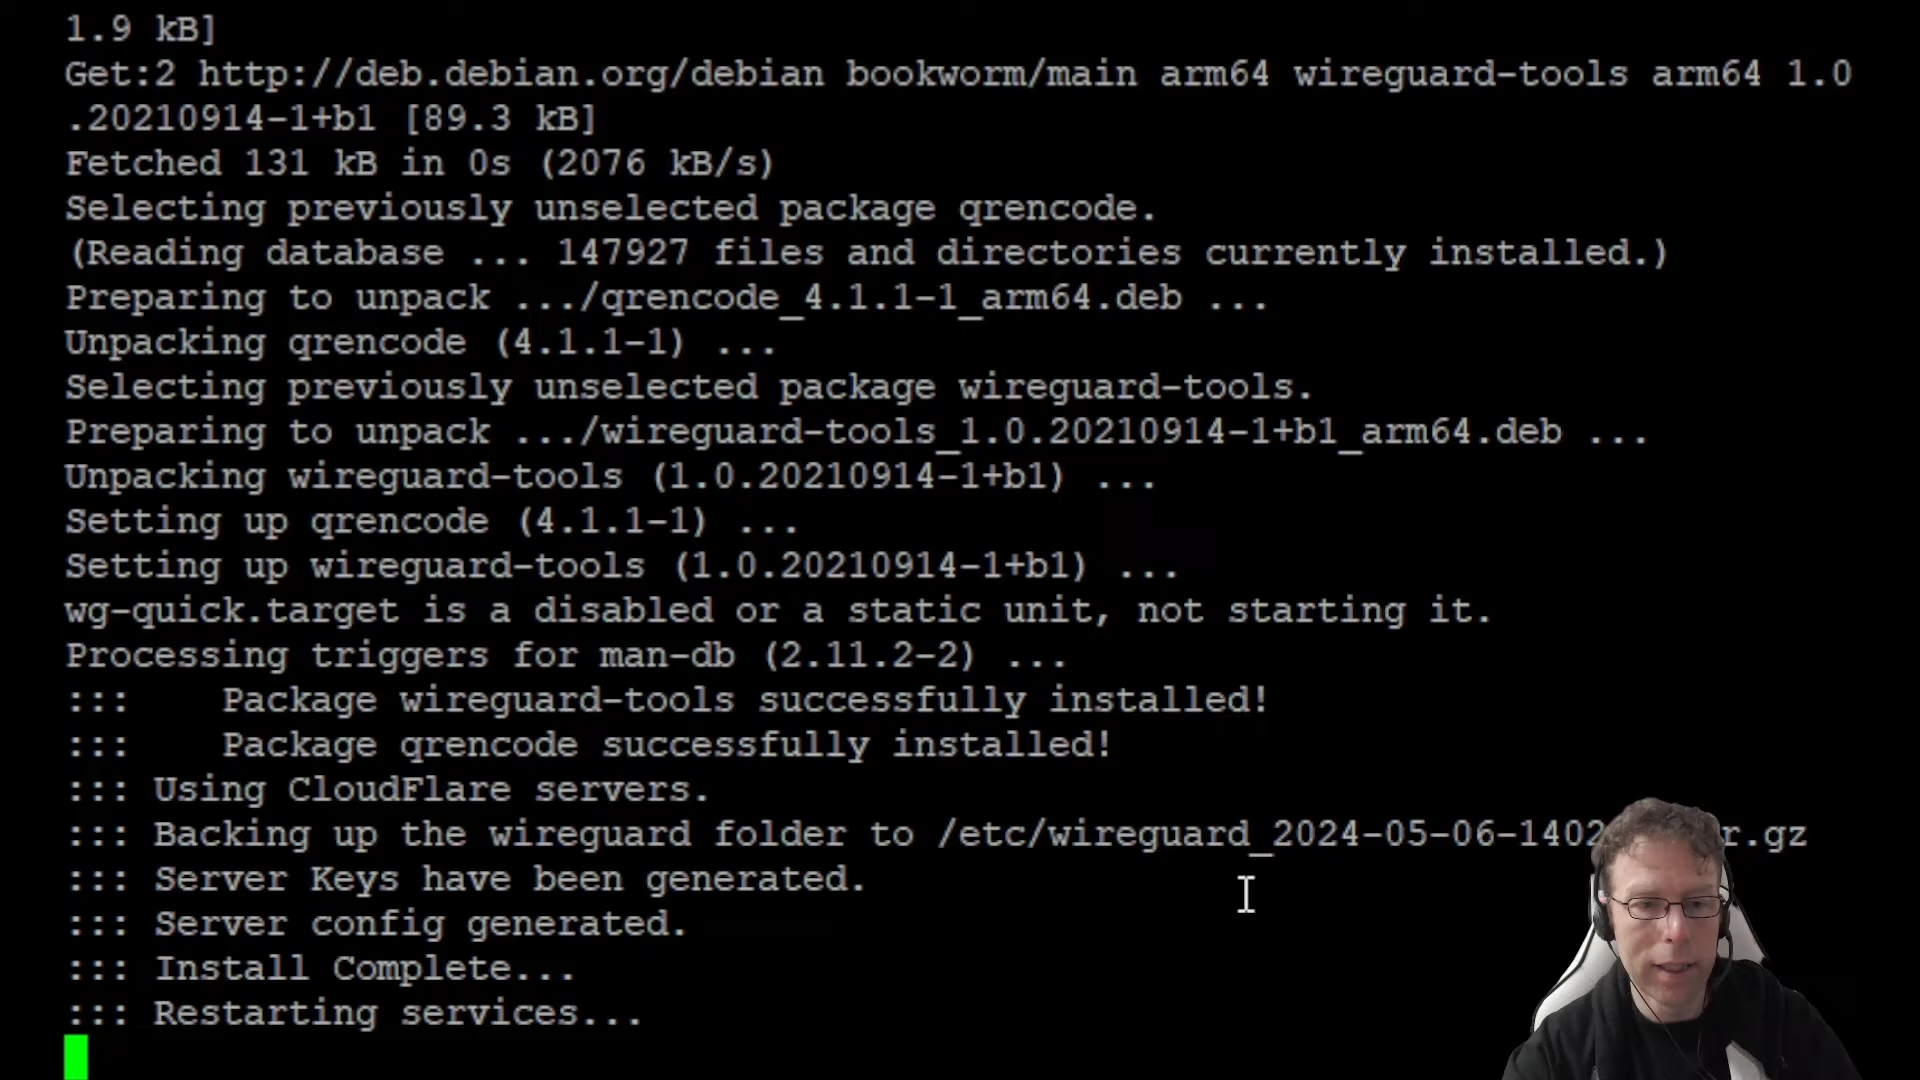 1.9 kB]
Get:2 http://deb.debian.org/debian bookworm/main arm64 wireguard-tools arm64 1.0
.20210914-1+b1 [89.3 kB]
Fetched 131 kB in 0s (2076 kB/s)
Selecting previously unselected package qrencode.
(Reading database ... 147927 files and directories currently installed.)
Preparing to unpack .../qrencode_4.1.1-1_arm64.deb ...
Unpacking qrencode (4.1.1-1) ...
Selecting previously unselected package wireguard-tools.
Preparing to unpack .../wireguard-tools_1.0.20210914-1+b1_arm64.deb ...
Unpacking wireguard-tools (1.0.20210914-1+b1) ...
Setting up qrencode (4.1.1-1) ...
Setting up wireguard-tools (1.0.20210914-1+b1) ...
wg-quick.target is a disabled or a static unit, not starting it.
Processing triggers for man-db (2.11.2-2) ...
:::    Package wireguard-tools successfully installed!
:::    Package qrencode successfully installed!
::: Using CloudFlare servers.
::: Backing up the wireguard folder to /etc/wireguard_2024-05-06-1402 r.gz
::: Server Keys have been generated.
::: Server config generated.
::: Install Complete...
::: Restarting services...